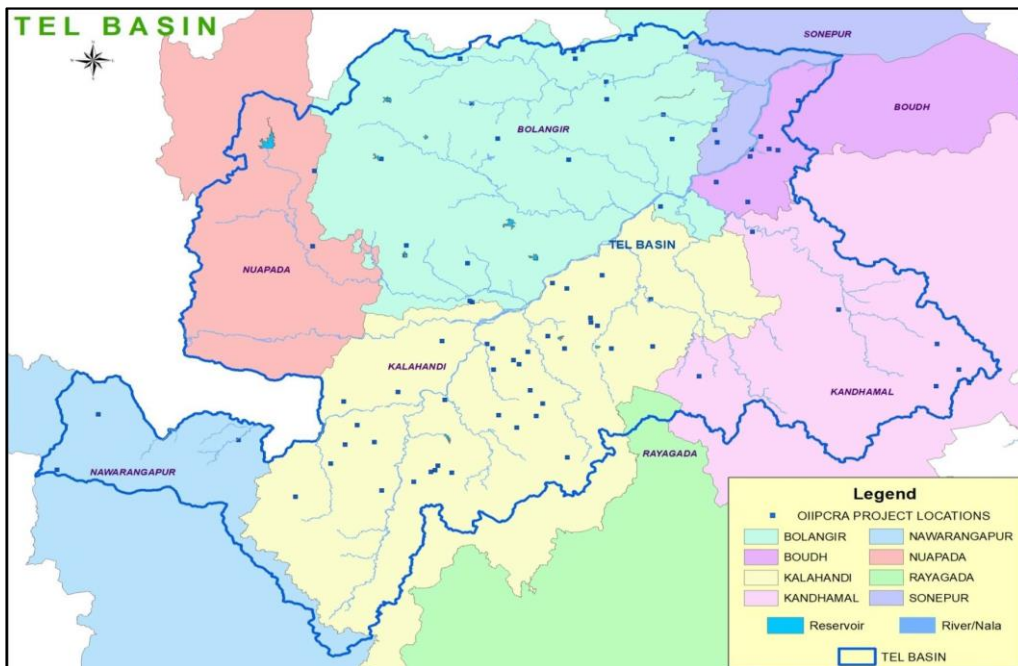 TEL BASIN
SONEPUR
BOUDH
BOLANGIR
TEL BASIN
NUAPADA
KALAHANDI
KANDHAMAL
RAYAGADA
NAWARANGAPUR
Legend
OIIPCRA PROJECT LOCATIONS
BOLANGIR NAWARANGAPUR
BOUDH NUAPADA
KALAHANDI RAYAGADA
KANDHAMAL SONEPUR
Reservoir River/Nala
TEL BASIN